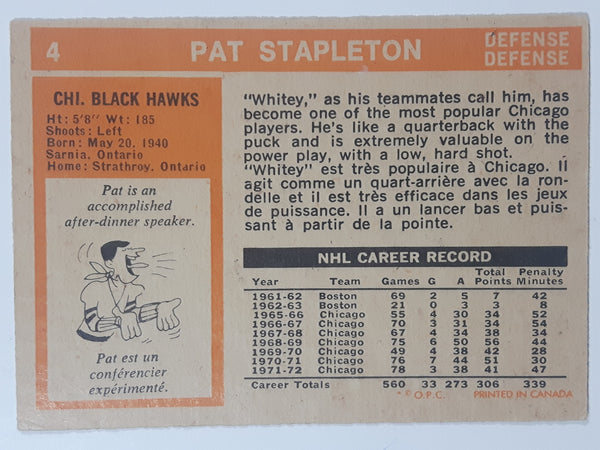 4 PAT STAPLETON DEFENSE
DEFENSE
CHI. BLACK HAWKS
Ht: 5'8" Wt: 185
Shoots: Left
Born: May 20, 1940
Sarnia, Ontario
Home: Strathroy, Ontario
Pat is an
accomplished
after-dinner speaker.
Pat est un
conférencier
expérimenté.
"Whitey," as his teammates call him, has
become one of the most popular Chicago
players. He's like a quarterback with the
puck and is extremely valuable on the
power play, with a low, hard shot.
"Whitey" est très populaire à Chicago. Il
agit comme un quart-arrière avec la ron-
delle et il est très efficace dans les jeux
de puissance. Il a un lancer bas et puis-
sant à partir de la pointe.
NHL CAREER RECORD
Total Penalty
Year Team Games G A Points Minutes
1961-62 Boston 69 2 5 7 42
1962-63 Boston 21 0 3 3 8
1965-66 Chicago 55 4 30 34 52
1966-67 Chicago 70 3 31 34 54
1967-68 Chicago 67 4 34 38 34
1968-69 Chicago 75 6 50 56 44
1969-70 Chicago 49 4 38 42 28
1970-71 Chicago 76 7 44 51 30
1971-72 Chicago 78 3 38 41 47
Career Totals 560 33 273 306 339
* © O.P.C. PRINTED IN CANADA